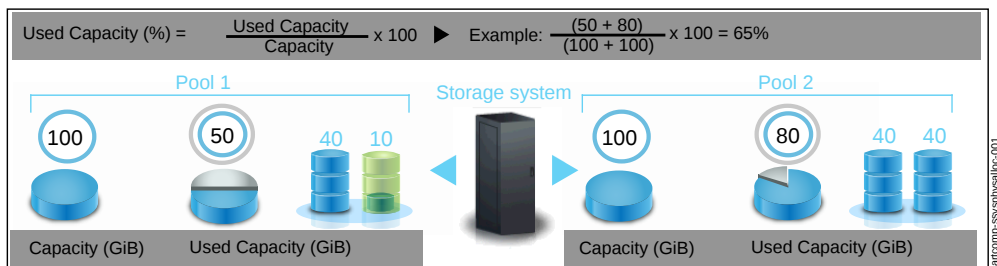 Used Capacity (%) = Used Capacity / Capacity x 100 ▶ Example: (50 + 80) / (100 + 100) x 100 = 65%
Pool 1
Storage system
Pool 2
100
50
40
10
100
80
40
40
Capacity (GiB)
Used Capacity (GiB)
Capacity (GiB)
Used Capacity (GiB)